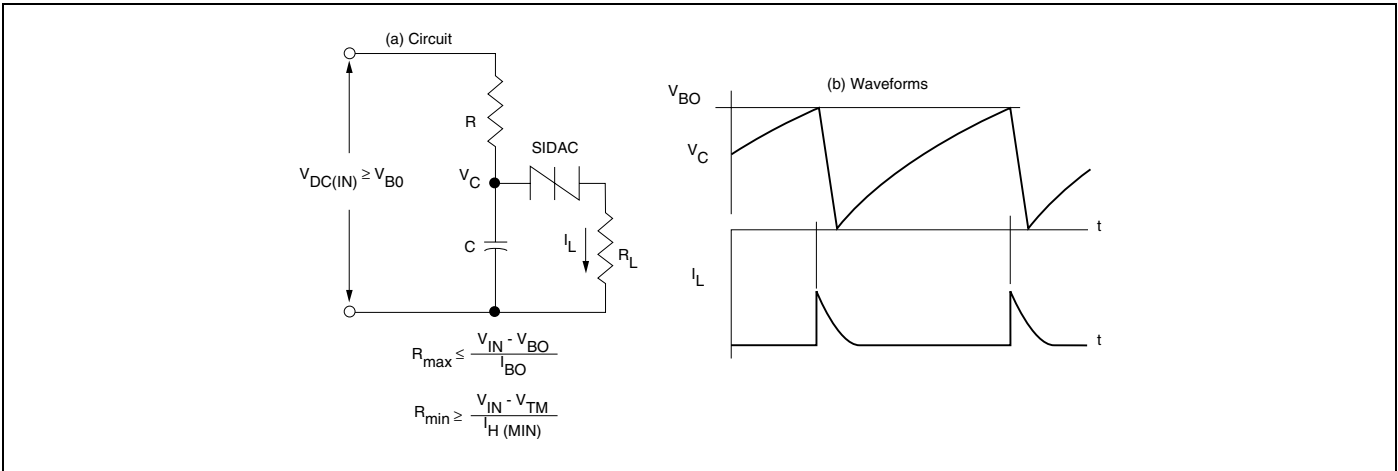 (a) Circuit
R
SIDAC
V_C
V_DC(IN) ≥ V_B0
C
I_L
R_L
R_max ≤ (V_IN - V_BO) / I_BO
R_min ≥ (V_IN - V_TM) / I_H (MIN)
(b) Waveforms
V_BO
V_C
t
I_L
t